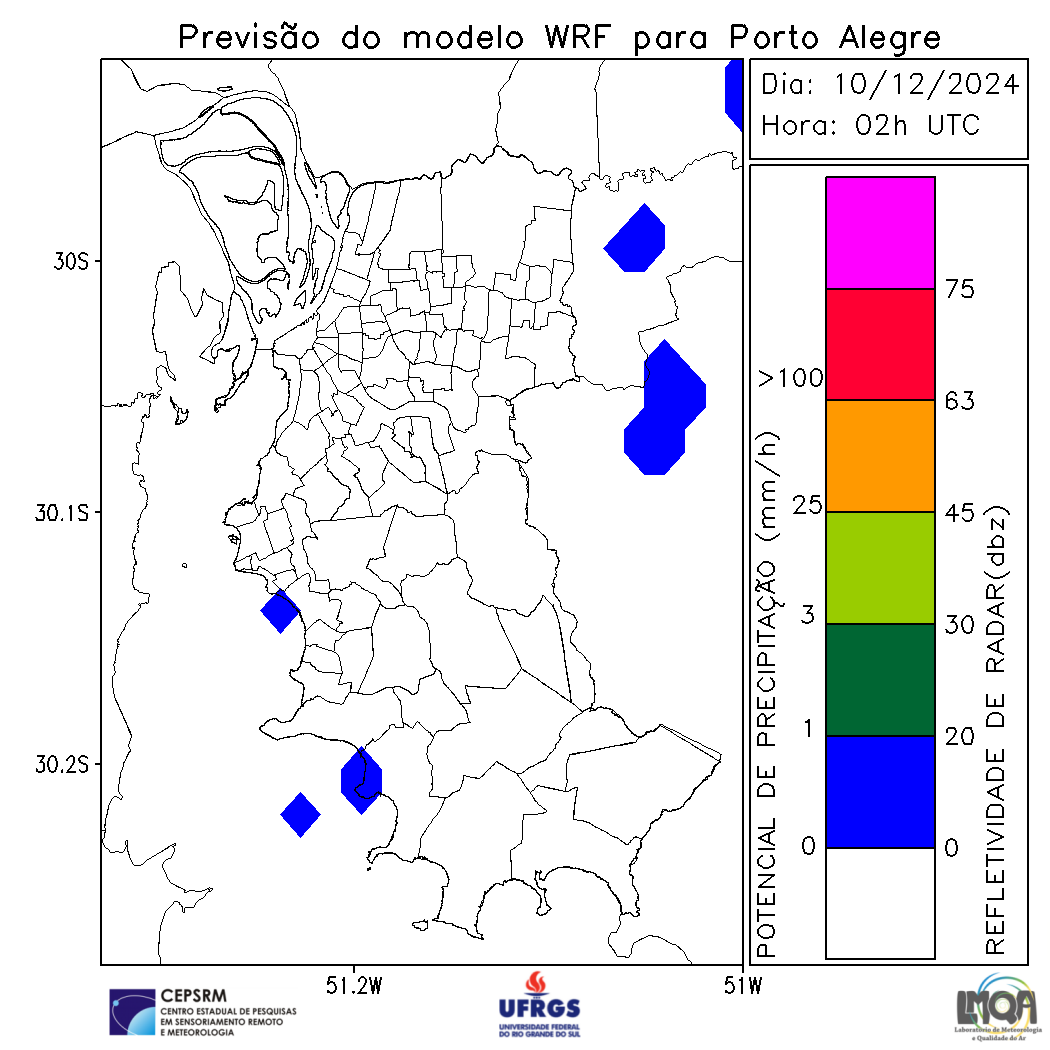 Previsão do modelo WRF para Porto Alegre
Dia: 10/12/2024
Hora: 02h UTC
30S
30.1S
30.2S
51.2W
51W
POTENCIAL DE PRECIPITAÇÃO (mm/h)
>100
25
3
1
0
75
63
45
30
20
0
REFLETIVIDADE DE RADAR(dbz)
CEPSRM
CENTRO ESTADUAL DE PESQUISAS
EM SENSORIAMENTO REMOTO
E METEOROLOGIA
UFRGS
UNIVERSIDADE FEDERAL
DO RIO GRANDE DO SUL
LMQA
Laboratório de Meteorologia
e Qualidade do Ar